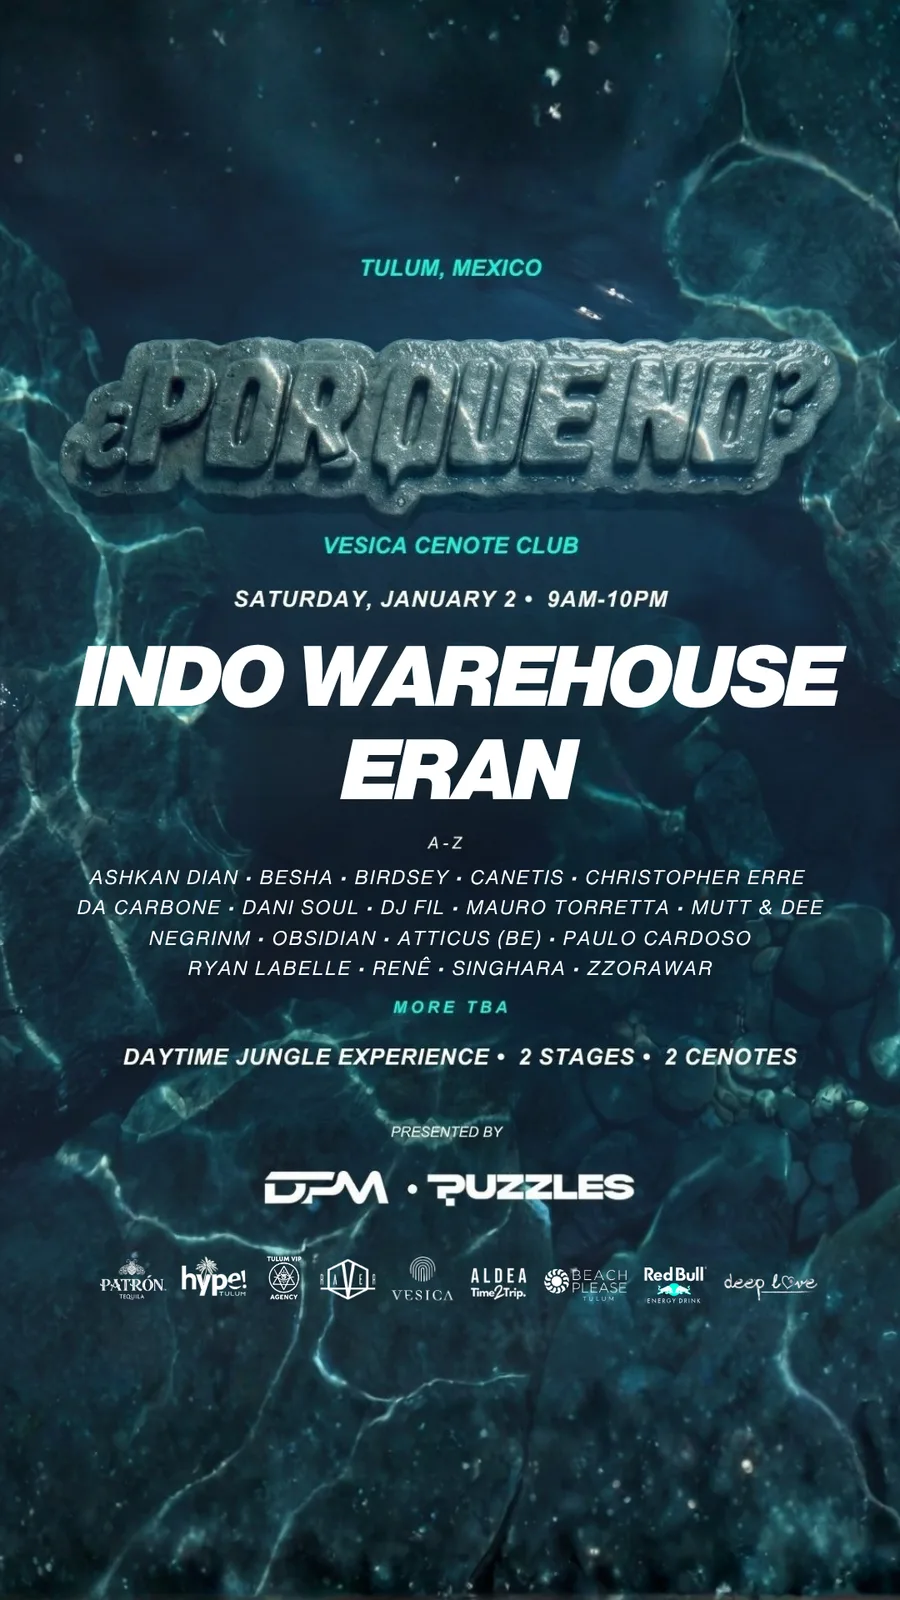 TULUM, MEXICO
¿POR QUE NO?
VESICA CENOTE CLUB
SATURDAY, JANUARY 2 • 9AM-10PM
INDO WAREHOUSE
ERAN
A-Z
ASHKAN DIAN • BESHA • BIRDSEY • CANETIS • CHRISTOPHER ERRE
DA CARBONE • DANI SOUL • DJ FIL • MAURO TORRETTA • MUTT & DEE
NEGRINM • OBSIDIAN • ATTICUS (BE) • PAULO CARDOSO
RYAN LABELLE • RENÊ • SINGHARA • ZZORAWAR
MORE TBA
DAYTIME JUNGLE EXPERIENCE • 2 STAGES • 2 CENOTES
PRESENTED BY
DPM • PUZZLES
PATRÓN TEQUILA
hype! TULUM
TULUM VIP AGENCY
RAVER
VESICA
ALDEA Time2Trip.
BEACH PLEASE TULUM
Red Bull ENERGY DRINK
deep love